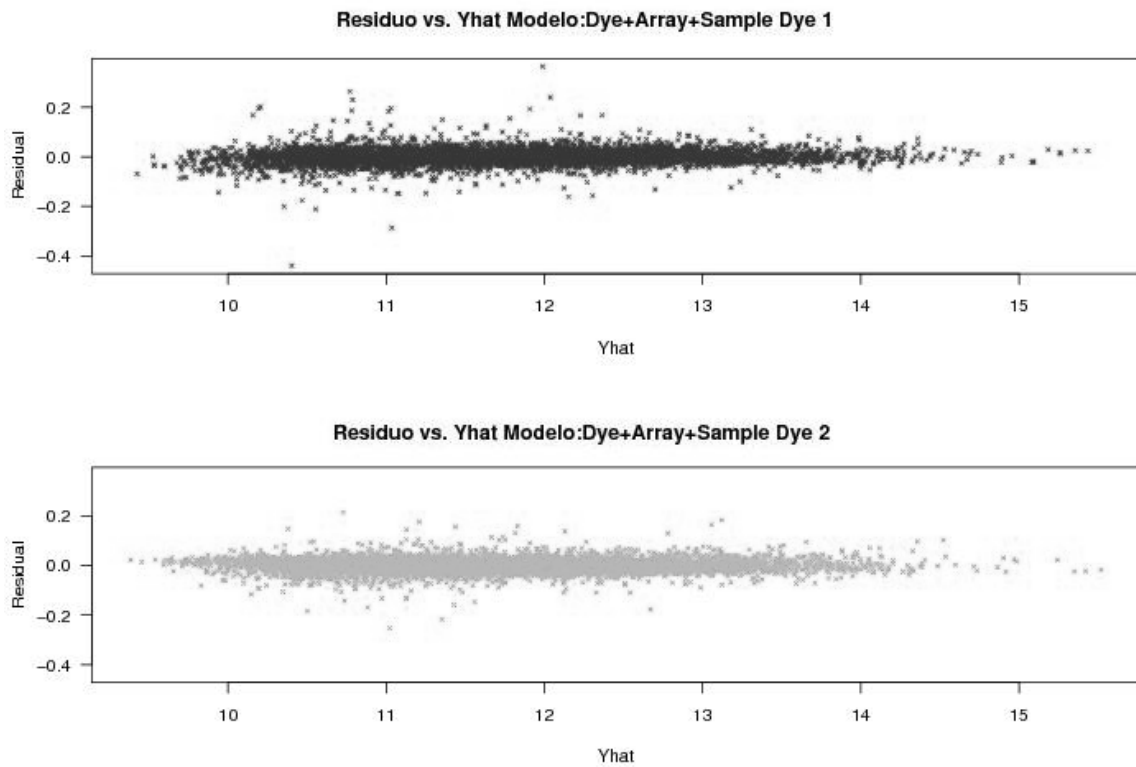 Residuo vs. Yhat Modelo:Dye+Array+Sample Dye 1
Residual
0.2
0.0
−0.2
−0.4
10 11 12 13 14 15
Yhat
Residuo vs. Yhat Modelo:Dye+Array+Sample Dye 2
Residual
0.2
0.0
−0.2
−0.4
10 11 12 13 14 15
Yhat